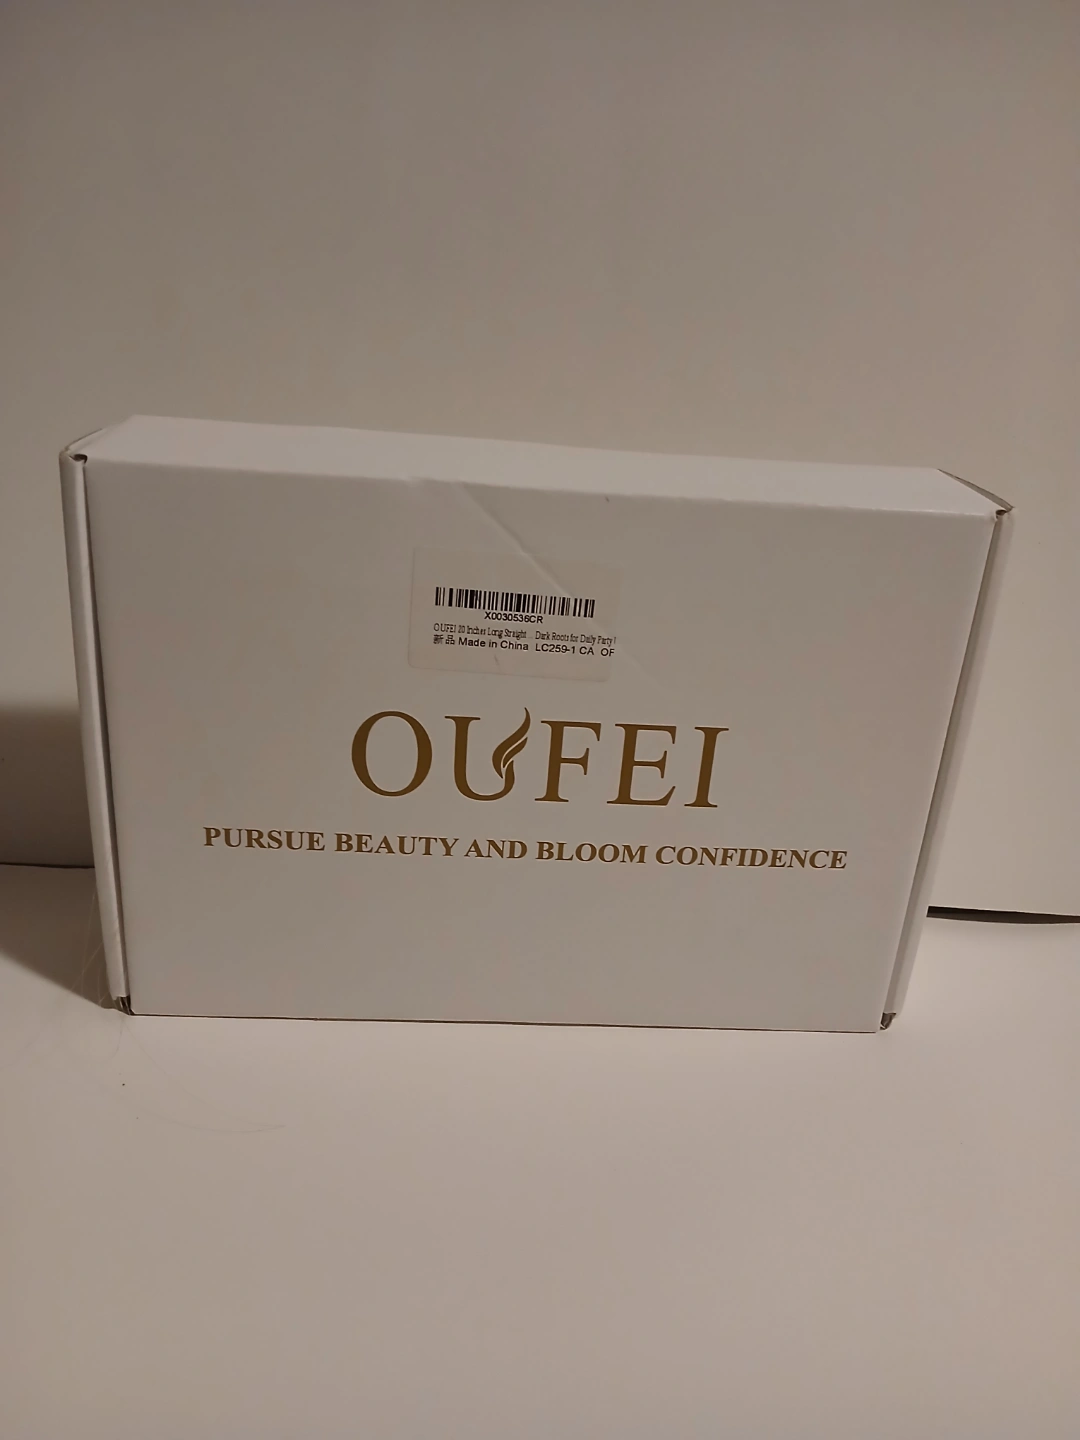 X0030536CR
OUFEI 20 Inches Long Straight ... Dark Roots for Daily Party
新品 Made in China LC259-1 CA OF
OUFEI
PURSUE BEAUTY AND BLOOM CONFIDENCE